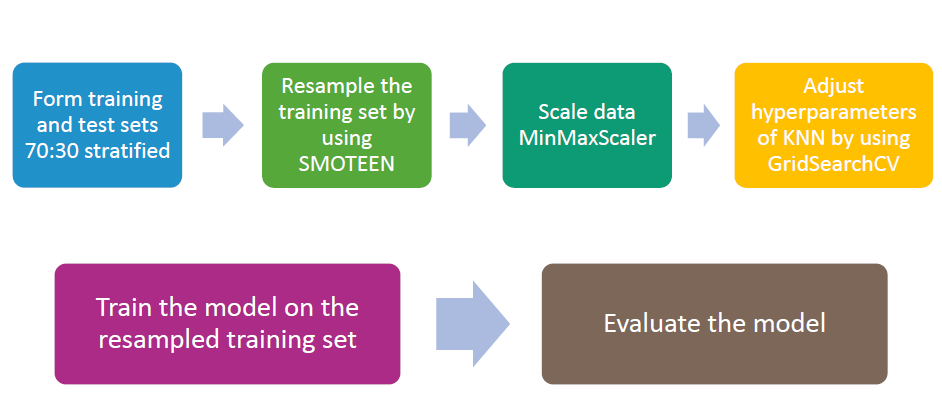 Form training
and test sets
70:30 stratified
Resample the
training set by
using
SMOTEEN
Scale data
MinMaxScaler
Adjust
hyperparameters
of KNN by using
GridSearchCV
Train the model on the
resampled training set
Evaluate the model